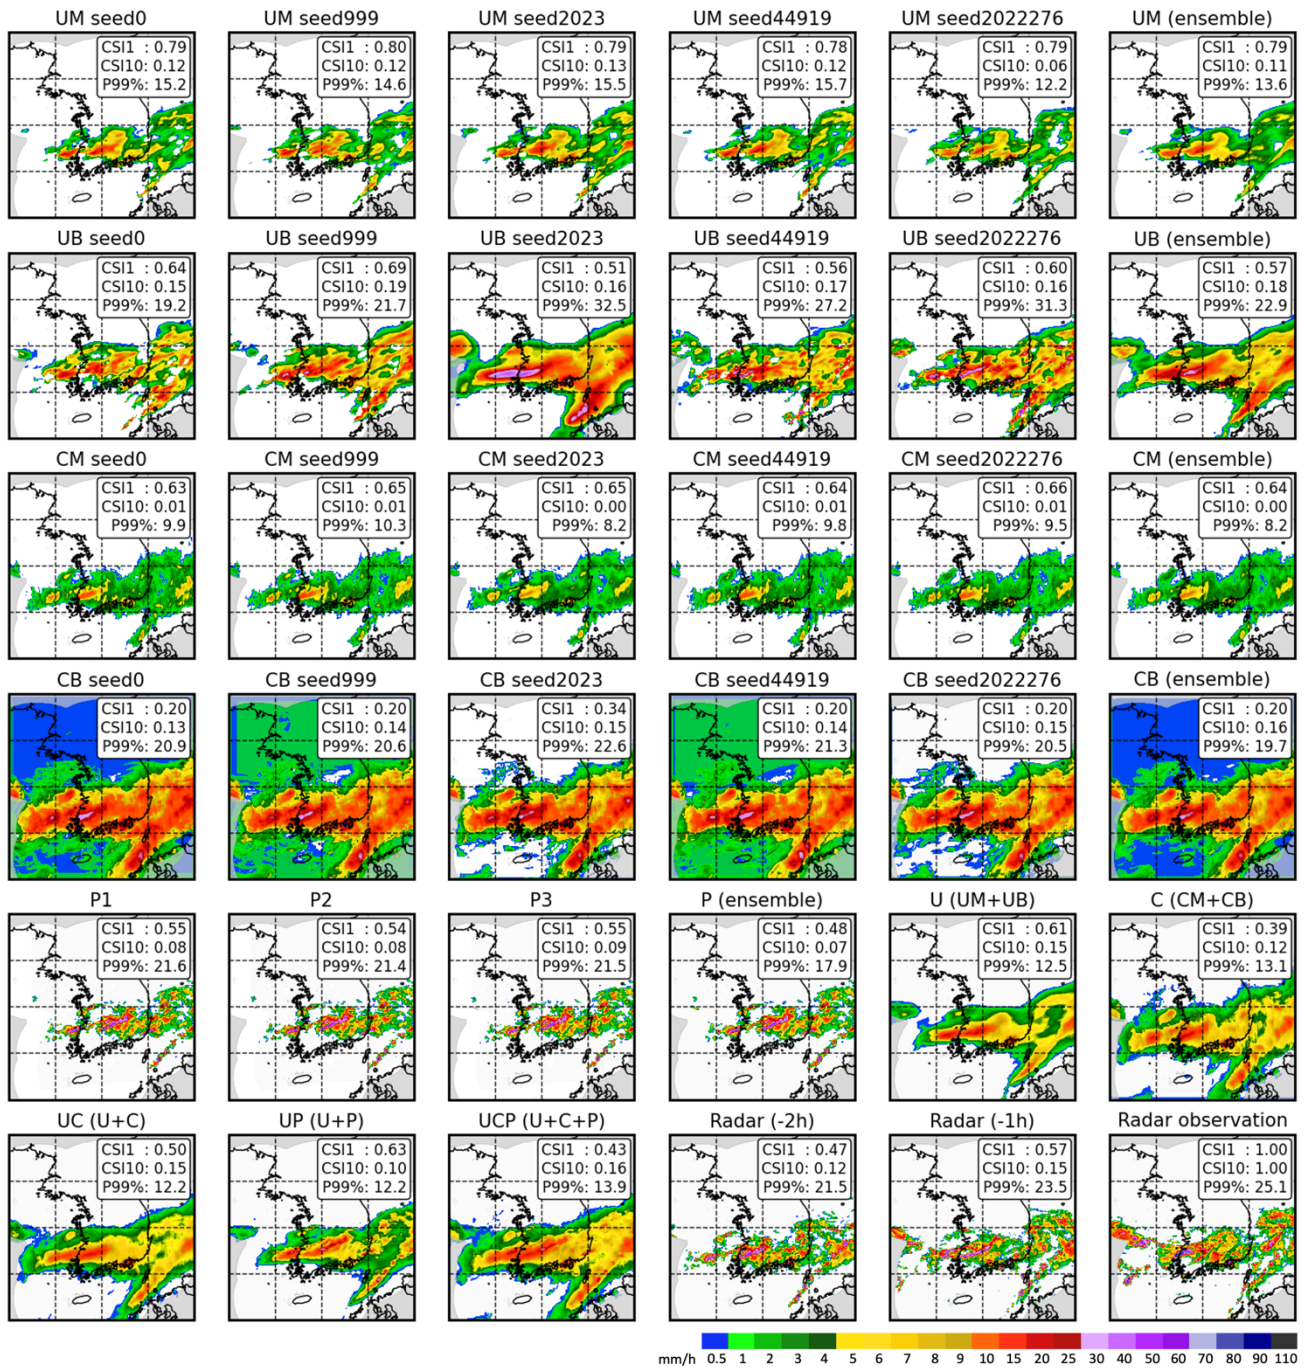 UM seed0
CSI1 : 0.79
CSI10: 0.12
P99%: 15.2
UM seed999
CSI1 : 0.80
CSI10: 0.12
P99%: 14.6
UM seed2023
CSI1 : 0.79
CSI10: 0.13
P99%: 15.5
UM seed44919
CSI1 : 0.78
CSI10: 0.12
P99%: 15.7
UM seed2022276
CSI1 : 0.79
CSI10: 0.06
P99%: 12.2
UM (ensemble)
CSI1 : 0.79
CSI10: 0.11
P99%: 13.6
UB seed0
CSI1 : 0.64
CSI10: 0.15
P99%: 19.2
UB seed999
CSI1 : 0.69
CSI10: 0.19
P99%: 21.7
UB seed2023
CSI1 : 0.51
CSI10: 0.16
P99%: 32.5
UB seed44919
CSI1 : 0.56
CSI10: 0.17
P99%: 27.2
UB seed2022276
CSI1 : 0.60
CSI10: 0.16
P99%: 31.3
UB (ensemble)
CSI1 : 0.57
CSI10: 0.18
P99%: 22.9
CM seed0
CSI1 : 0.63
CSI10: 0.01
P99%: 9.9
CM seed999
CSI1 : 0.65
CSI10: 0.01
P99%: 10.3
CM seed2023
CSI1 : 0.65
CSI10: 0.00
P99%: 8.2
CM seed44919
CSI1 : 0.64
CSI10: 0.01
P99%: 9.8
CM seed2022276
CSI1 : 0.66
CSI10: 0.01
P99%: 9.5
CM (ensemble)
CSI1 : 0.64
CSI10: 0.00
P99%: 8.2
CB seed0
CSI1 : 0.20
CSI10: 0.13
P99%: 20.9
CB seed999
CSI1 : 0.20
CSI10: 0.14
P99%: 20.6
CB seed2023
CSI1 : 0.34
CSI10: 0.15
P99%: 22.6
CB seed44919
CSI1 : 0.20
CSI10: 0.14
P99%: 21.3
CB seed2022276
CSI1 : 0.20
CSI10: 0.15
P99%: 20.5
CB (ensemble)
CSI1 : 0.20
CSI10: 0.16
P99%: 19.7
P1
CSI1 : 0.55
CSI10: 0.08
P99%: 21.6
P2
CSI1 : 0.54
CSI10: 0.08
P99%: 21.4
P3
CSI1 : 0.55
CSI10: 0.09
P99%: 21.5
P (ensemble)
CSI1 : 0.48
CSI10: 0.07
P99%: 17.9
U (UM+UB)
CSI1 : 0.61
CSI10: 0.15
P99%: 12.5
C (CM+CB)
CSI1 : 0.39
CSI10: 0.12
P99%: 13.1
UC (U+C)
CSI1 : 0.50
CSI10: 0.15
P99%: 12.2
UP (U+P)
CSI1 : 0.63
CSI10: 0.10
P99%: 12.2
UCP (U+C+P)
CSI1 : 0.43
CSI10: 0.16
P99%: 13.9
Radar (-2h)
CSI1 : 0.47
CSI10: 0.12
P99%: 21.5
Radar (-1h)
CSI1 : 0.57
CSI10: 0.15
P99%: 23.5
Radar observation
CSI1 : 1.00
CSI10: 1.00
P99%: 25.1
mm/h 0.5 1 2 3 4 5 6 7 8 9 10 15 20 25 30 40 50 60 70 80 90 110